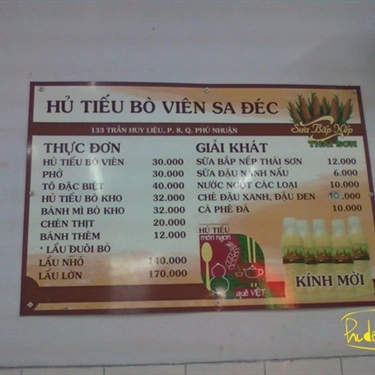 HỦ TIẾU BÒ VIÊN SA ĐÉC
133 TRẦN HUY LIỆU, P. 8, Q. PHÚ NHUẬN
Sữa Bắp Nếp
THÁI SƠN
THỰC ĐƠN
HỦ TIẾU BÒ VIÊN 30.000
PHỞ 30.000
TÔ ĐẶC BIỆT 40.000
HỦ TIẾU BÒ KHO 32.000
BÁNH MÌ BÒ KHO 32.000
CHÉN THỊT 20.000
BÁNH THÊM 12.000
* LẨU ĐUÔI BÒ
LẨU NHỎ 140.000
LẨU LỚN 170.000
GIẢI KHÁT
SỮA BẮP NẾP THÁI SƠN 12.000
SỮA ĐẬU NÀNH NẤU 6.000
NƯỚC NGỌT CÁC LOẠI 10.000
CHÈ ĐẬU XANH, ĐẬU ĐEN ,000
CÀ PHÊ ĐÁ 10.000
HỦ TIẾU
món ngon
quê VIỆT
KÍNH MỜI